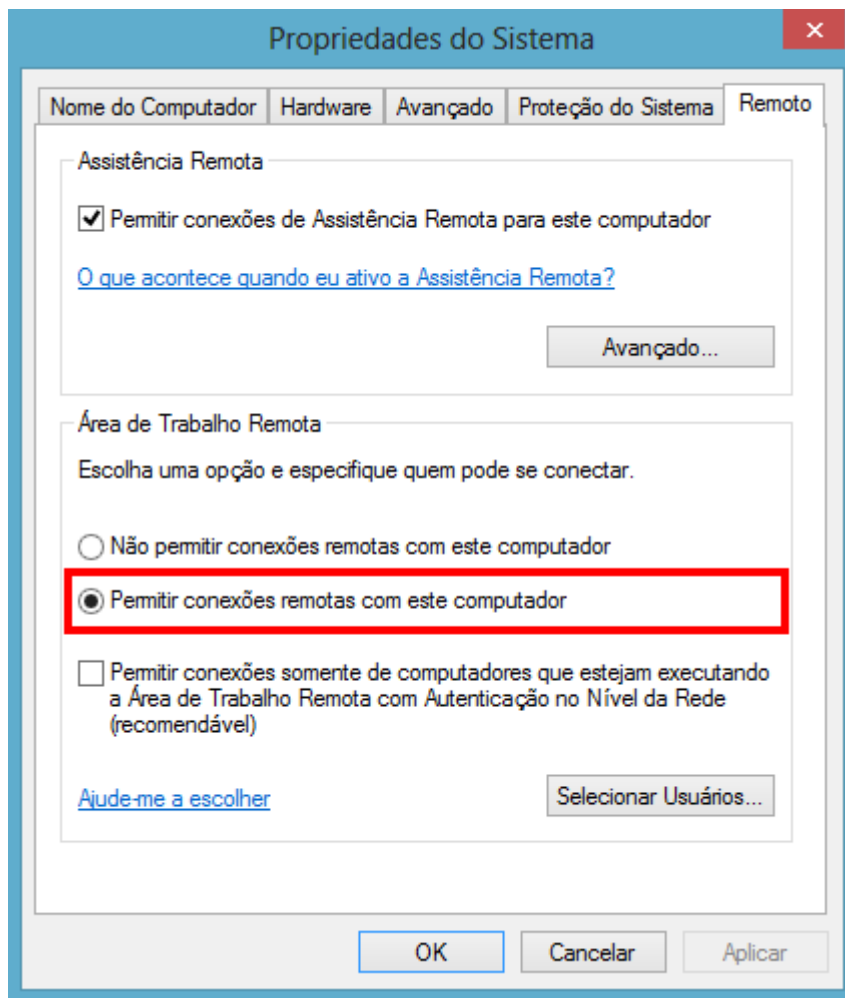 Propriedades do Sistema
Nome do Computador
Hardware
Avançado
Proteção do Sistema
Remoto
Assistência Remota
Permitir conexões de Assistência Remota para este computador
O que acontece quando eu ativo a Assistência Remota?
Avançado...
Área de Trabalho Remota
Escolha uma opção e especifique quem pode se conectar.
Não permitir conexões remotas com este computador
Permitir conexões remotas com este computador
Permitir conexões somente de computadores que estejam executando
a Área de Trabalho Remota com Autenticação no Nível da Rede
(recomendável)
Ajude-me a escolher
Selecionar Usuários...
OK
Cancelar
Aplicar